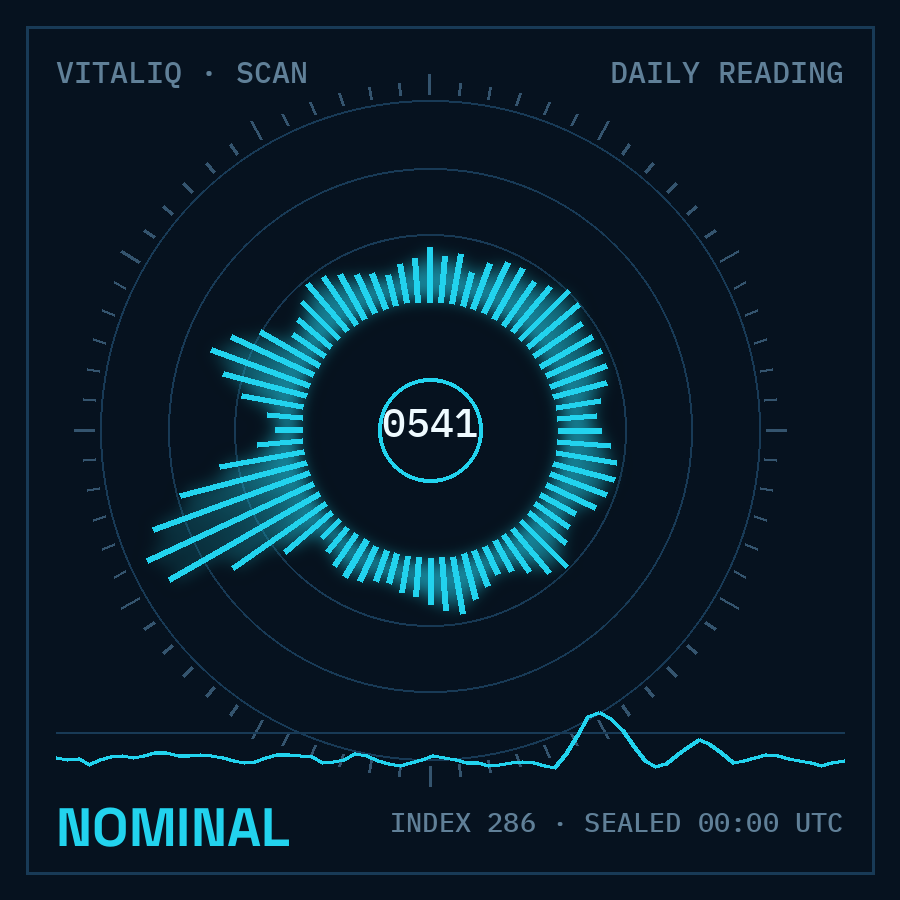 VITALIQ · SCAN
DAILY READING
0541
NOMINAL
INDEX 286 · SEALED 00:00 UTC